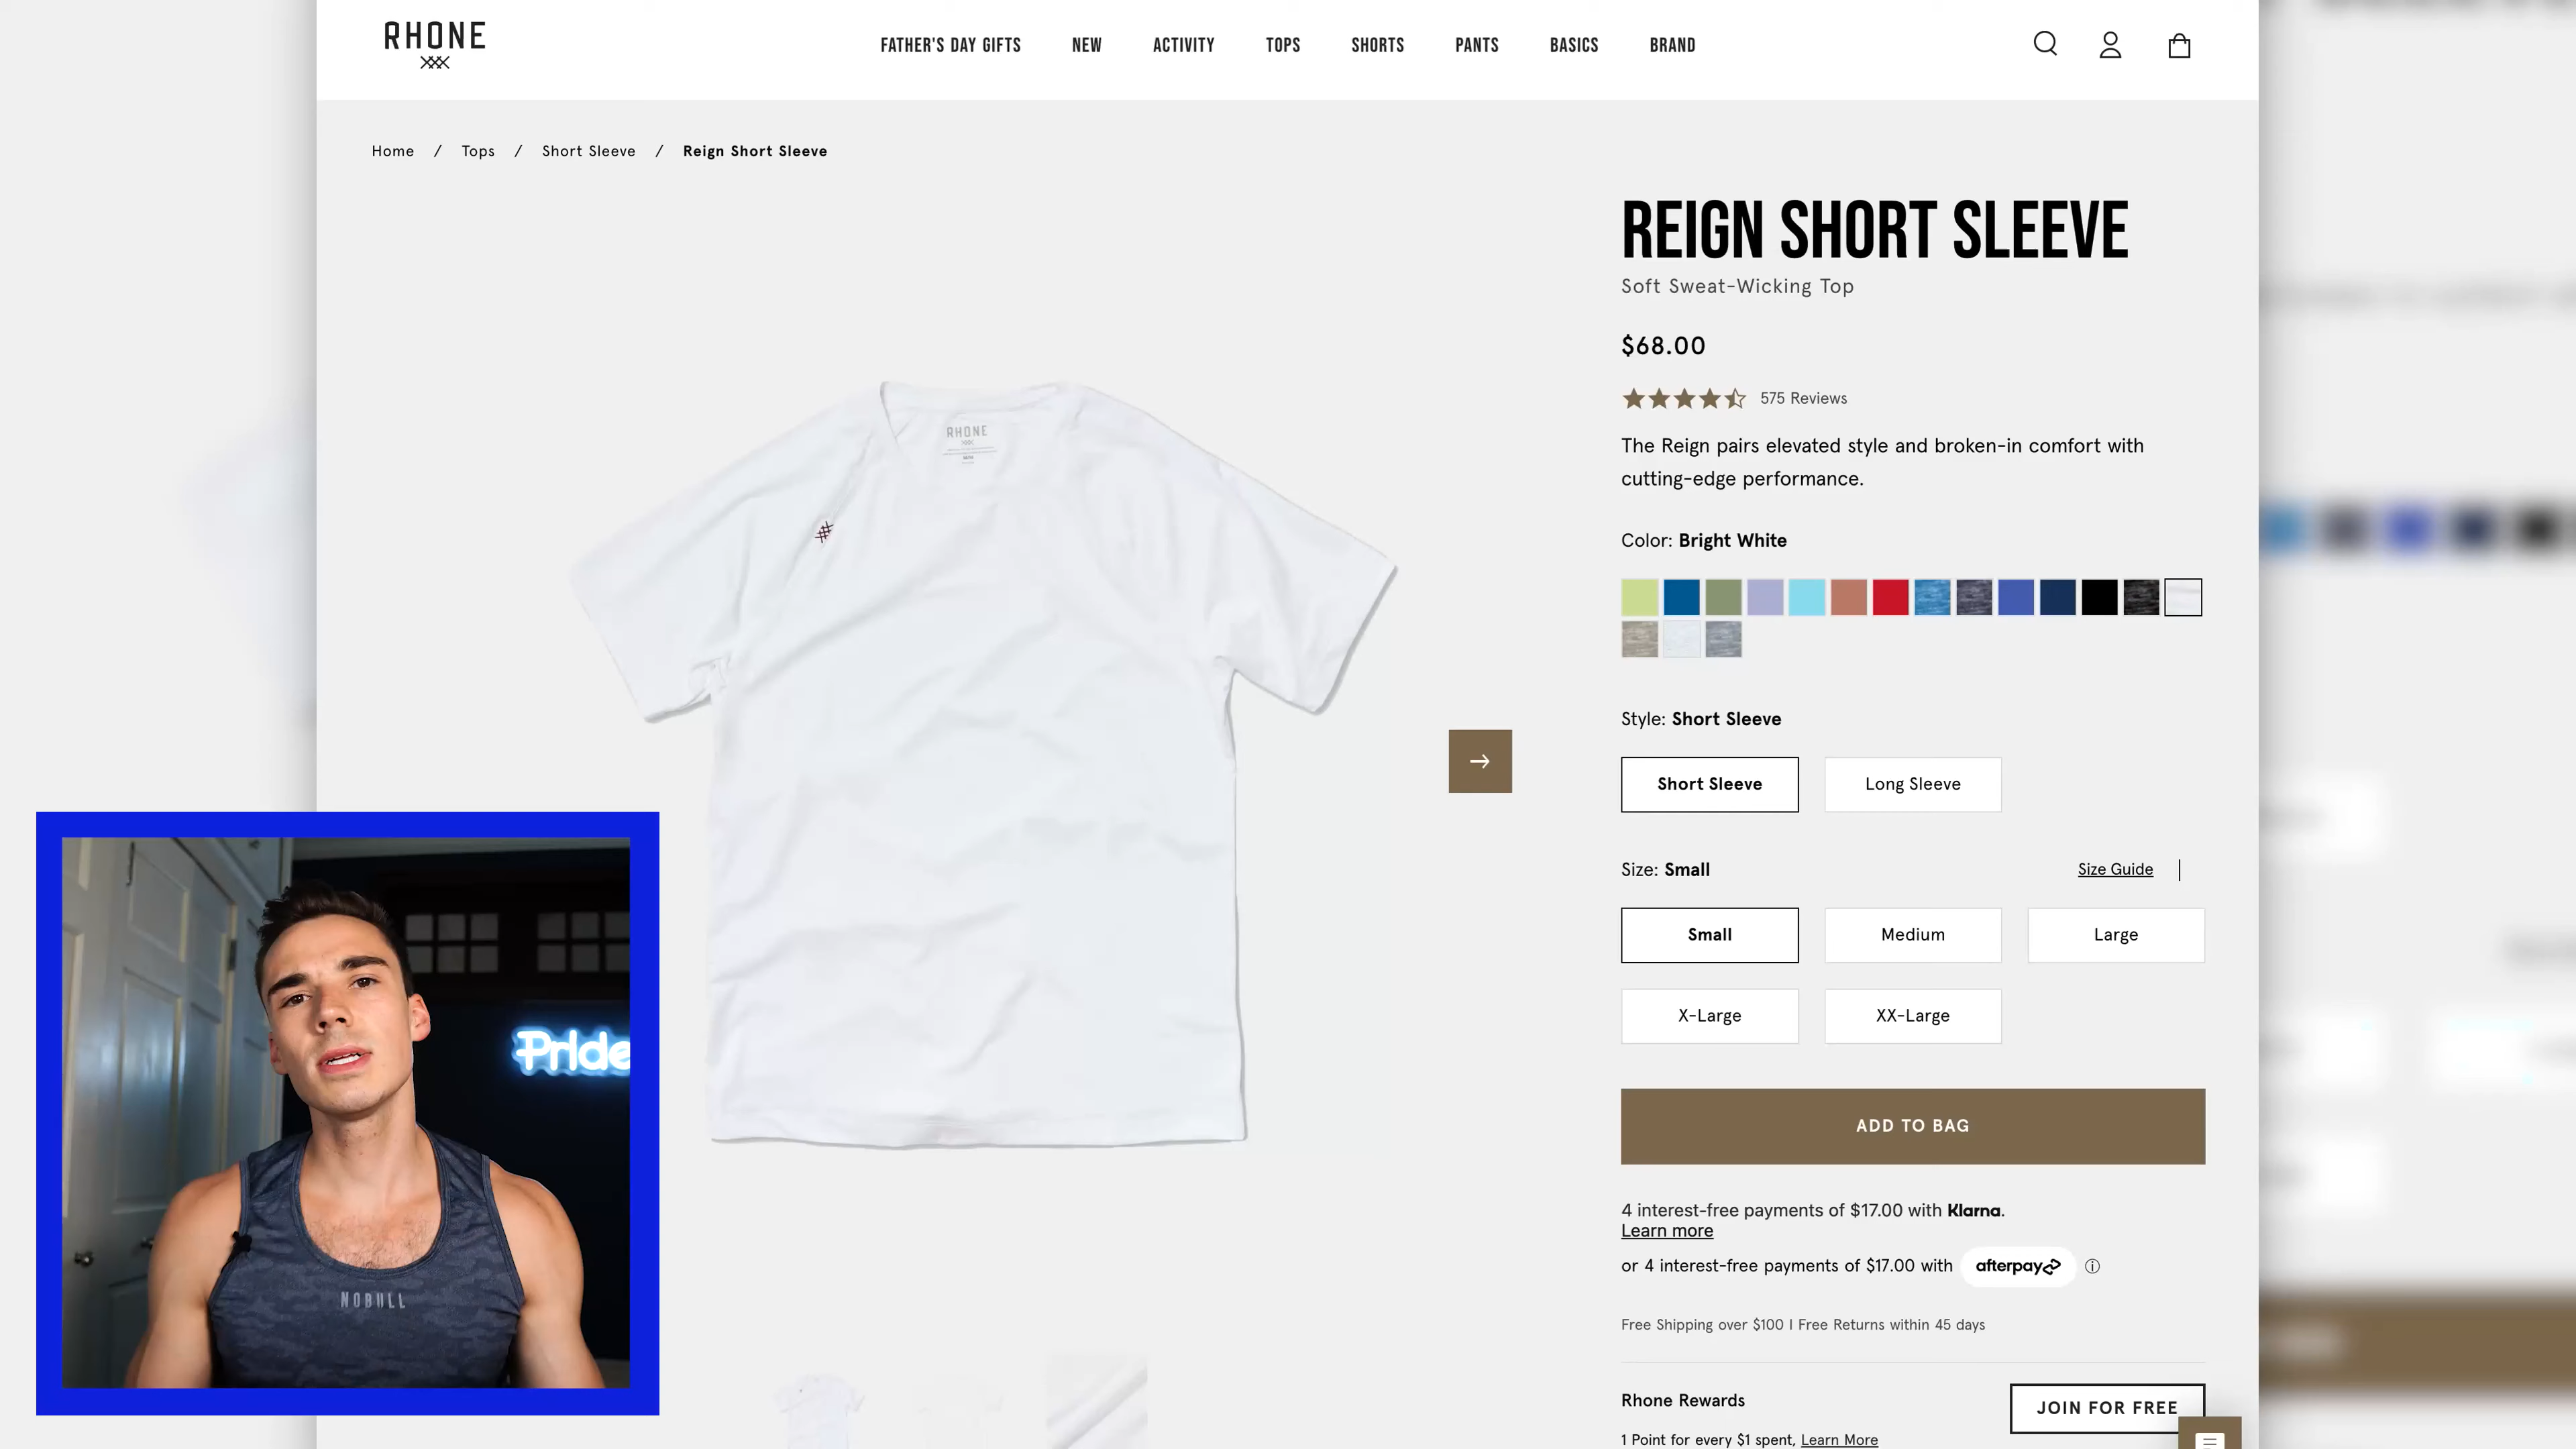 RHONE
FATHER'S DAY GIFTS NEW ACTIVITY TOPS SHORTS PANTS BASICS BRAND
Home / Tops / Short Sleeve / Reign Short Sleeve
REIGN SHORT SLEEVE
Soft Sweat-Wicking Top
$68.00
575 Reviews
The Reign pairs elevated style and broken-in comfort with
cutting-edge performance.
Color: Bright White
Style: Short Sleeve
Short Sleeve Long Sleeve
Size: Small Size Guide
Small Medium Large
X-Large XX-Large
ADD TO BAG
4 interest-free payments of $17.00 with Klarna.
Learn more
or 4 interest-free payments of $17.00 with afterpay
Free Shipping over $100 I Free Returns within 45 days
Rhone Rewards JOIN FOR FREE
1 Point for every $1 spent, Learn More
RHONE
Pride
NOBULL